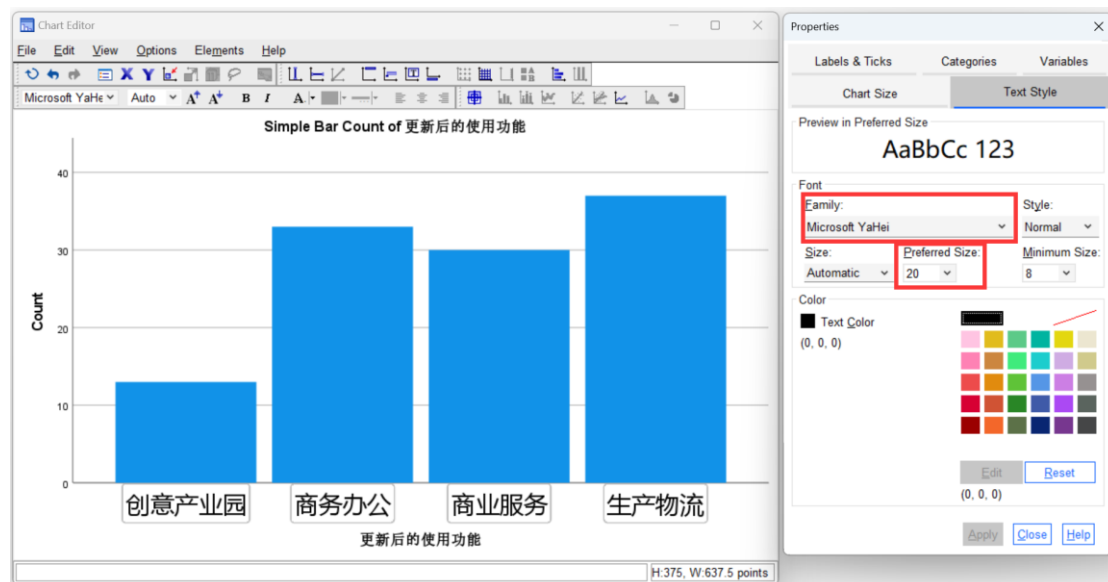 Chart Editor
File Edit View Options Elements Help
X Y
Microsoft YaHe Auto A A B I A
Simple Bar Count of 更新后的使用功能
40
30
20
10
0
Count
创意产业园 商务办公 商业服务 生产物流
更新后的使用功能
H:375, W:637.5 points
Properties
Labels & Ticks Categories Variables
Chart Size Text Style
Preview in Preferred Size
AaBbCc 123
Font
Family: Style:
Microsoft YaHei Normal
Size: Preferred Size: Minimum Size:
Automatic 20 8
Color
Text Color
(0, 0, 0)
Edit Reset
(0, 0, 0)
Apply Close Help